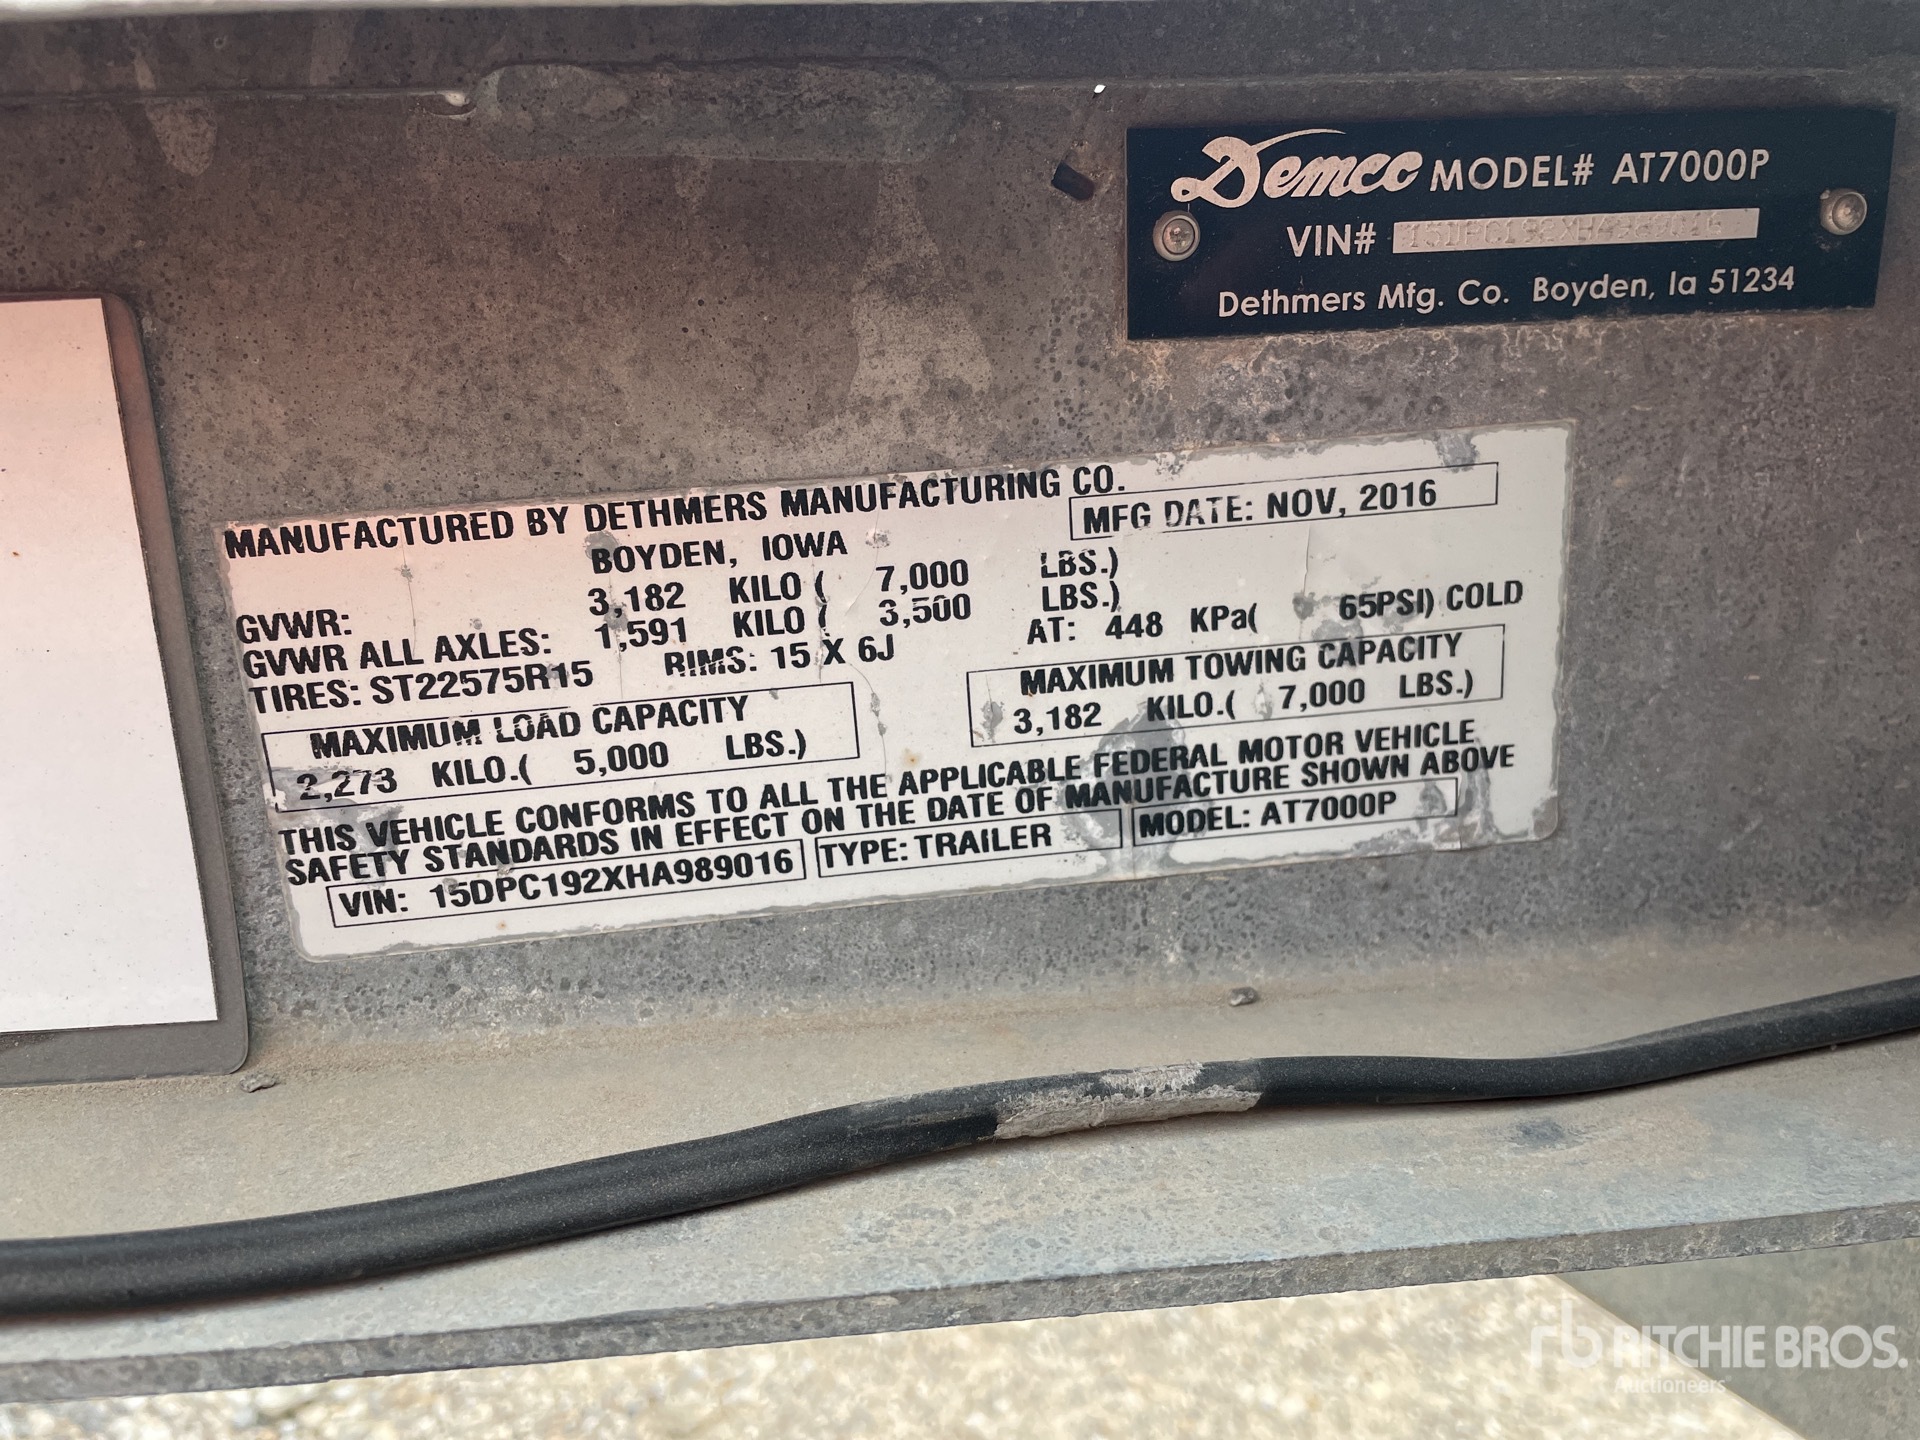 Demco MODEL# AT7000P
VIN#
Dethmers Mfg. Co. Boyden, Ia 51234
MANUFACTURED BY DETHMERS MANUFACTURING CO.
BOYDEN, IOWA
MFG DATE: NOV, 2016
GVWR: 3,182 KILO ( 7,000 LBS.)
GVWR ALL AXLES: 1,591 KILO ( 3,500 LBS.)
TIRES: ST22575R15 RIMS: 15 X 6J AT: 448 KPa( 65PSI) COLD
MAXIMUM LOAD CAPACITY
2,273 KILO.( 5,000 LBS.)
MAXIMUM TOWING CAPACITY
3,182 KILO.( 7,000 LBS.)
THIS VEHICLE CONFORMS TO ALL THE APPLICABLE FEDERAL MOTOR VEHICLE
SAFETY STANDARDS IN EFFECT ON THE DATE OF MANUFACTURE SHOWN ABOVE
VIN: 15DPC192XHA989016 TYPE: TRAILER MODEL: AT7000P
rb RITCHIE BROS.
Auctioneers